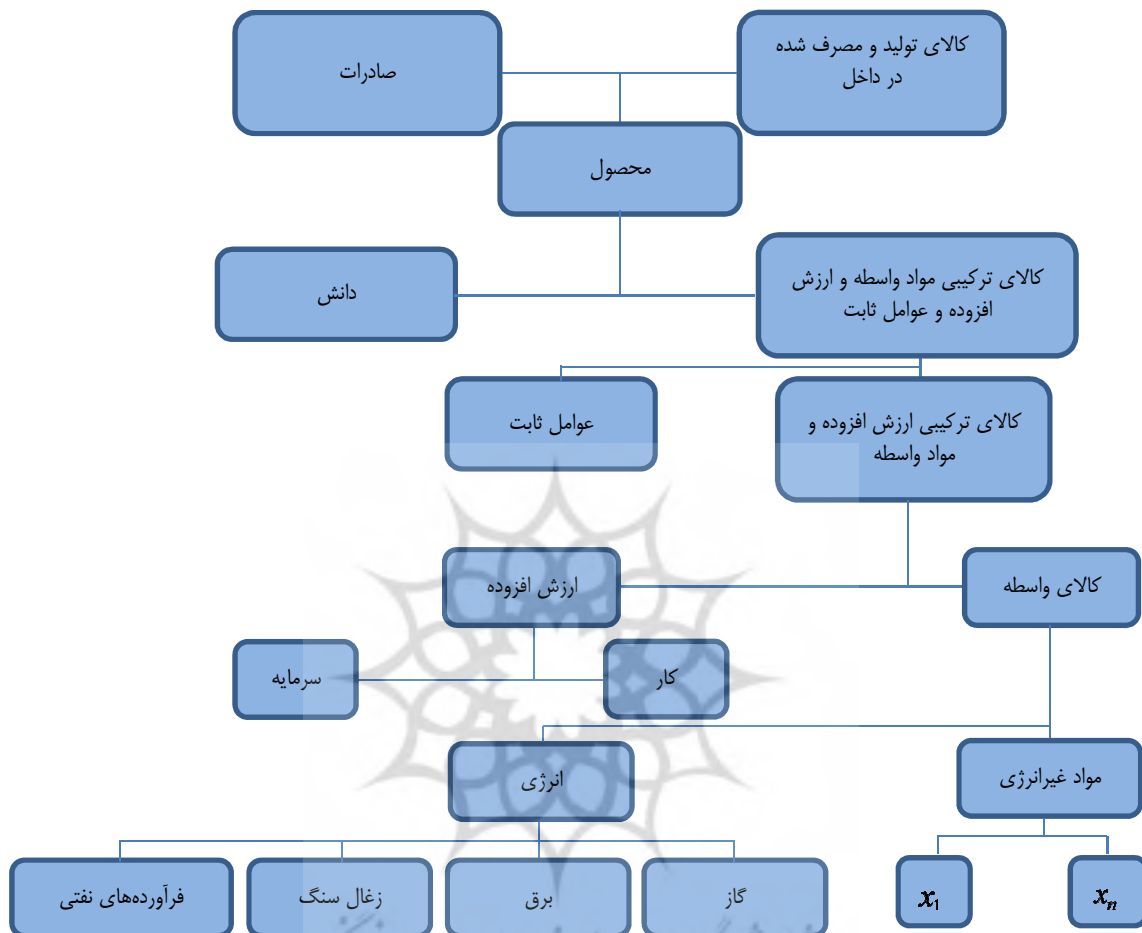 کالای تولید و مصرف شده
در داخل
صادرات
محصول
کالای ترکیبی مواد واسطه و ارزش
افزوده و عوامل ثابت
دانش
کالای ترکیبی ارزش افزوده و
مواد واسطه
عوامل ثابت
کالای واسطه
ارزش افزوده
کار
سرمایه
مواد غیرانرژی
انرژی
xn
x1
گاز
برق
زغال سنگ
فرآورده‌های نفتی